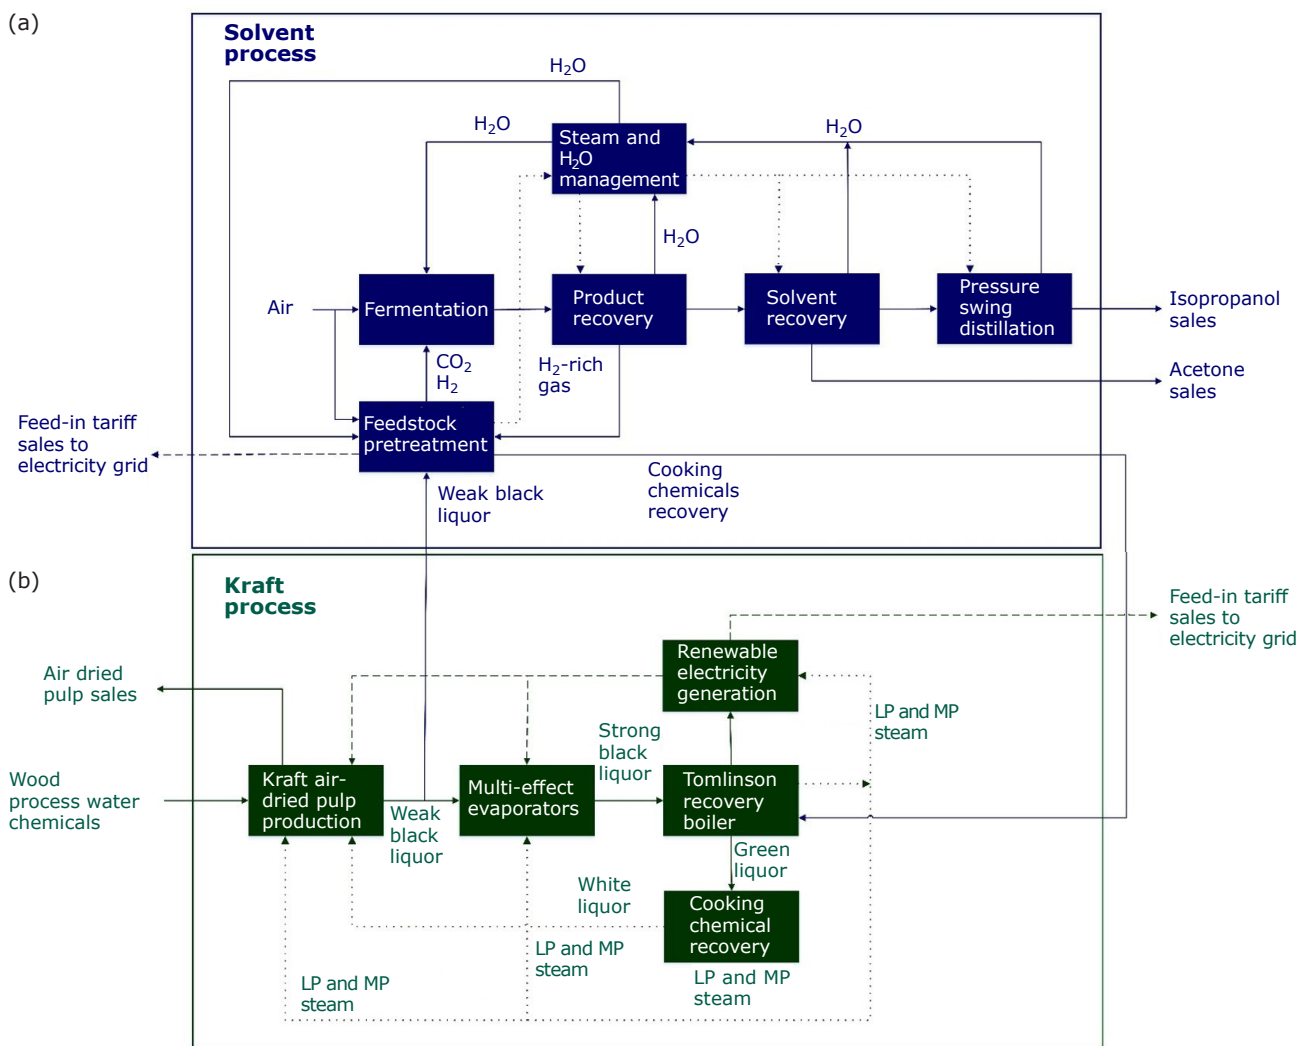 (a)
Solvent
process
H₂O
H₂O
Steam and
H₂O
management
H₂O
H₂O
Air
Fermentation
Product
recovery
Solvent
recovery
Pressure
swing
distillation
Isopropanol
sales
CO₂
H₂
H₂-rich
gas
Acetone
sales
Feed-in tariff
sales to
electricity grid
Feedstock
pretreatment
Weak black
liquor
Cooking
chemicals
recovery
(b)
Kraft
process
Feed-in tariff
sales to
electricity grid
Air dried
pulp sales
Renewable
electricity
generation
LP and MP
steam
Strong
black
liquor
Wood
process water
chemicals
Kraft air-
dried pulp
production
Weak
black
liquor
Multi-effect
evaporators
Tomlinson
recovery
boiler
Green
liquor
White
liquor
Cooking
chemical
recovery
LP and MP
steam
LP and MP
steam
LP and MP
steam